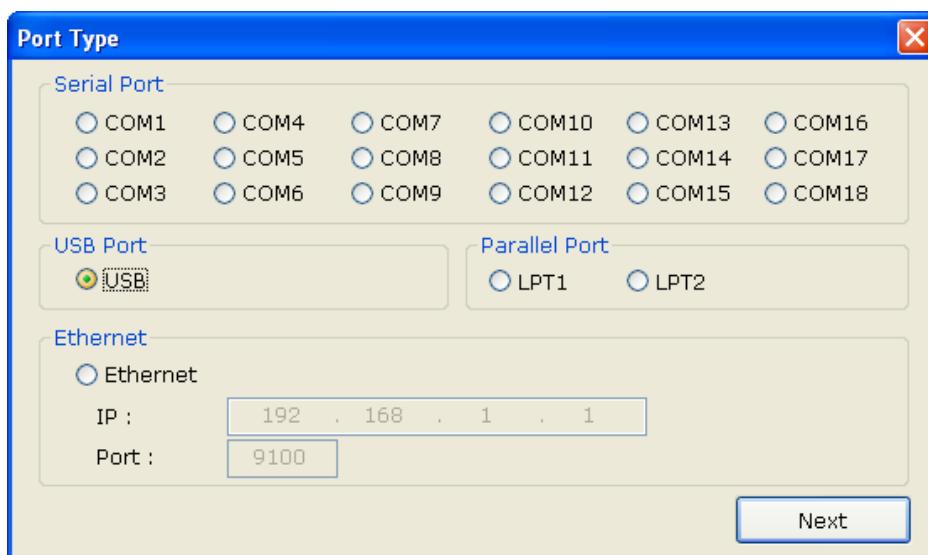 Port Type
Serial Port
COM1 COM4 COM7 COM10 COM13 COM16
COM2 COM5 COM8 COM11 COM14 COM17
COM3 COM6 COM9 COM12 COM15 COM18
USB Port
USB
Parallel Port
LPT1 LPT2
Ethernet
Ethernet
IP : 192 . 168 . 1 . 1
Port : 9100
Next